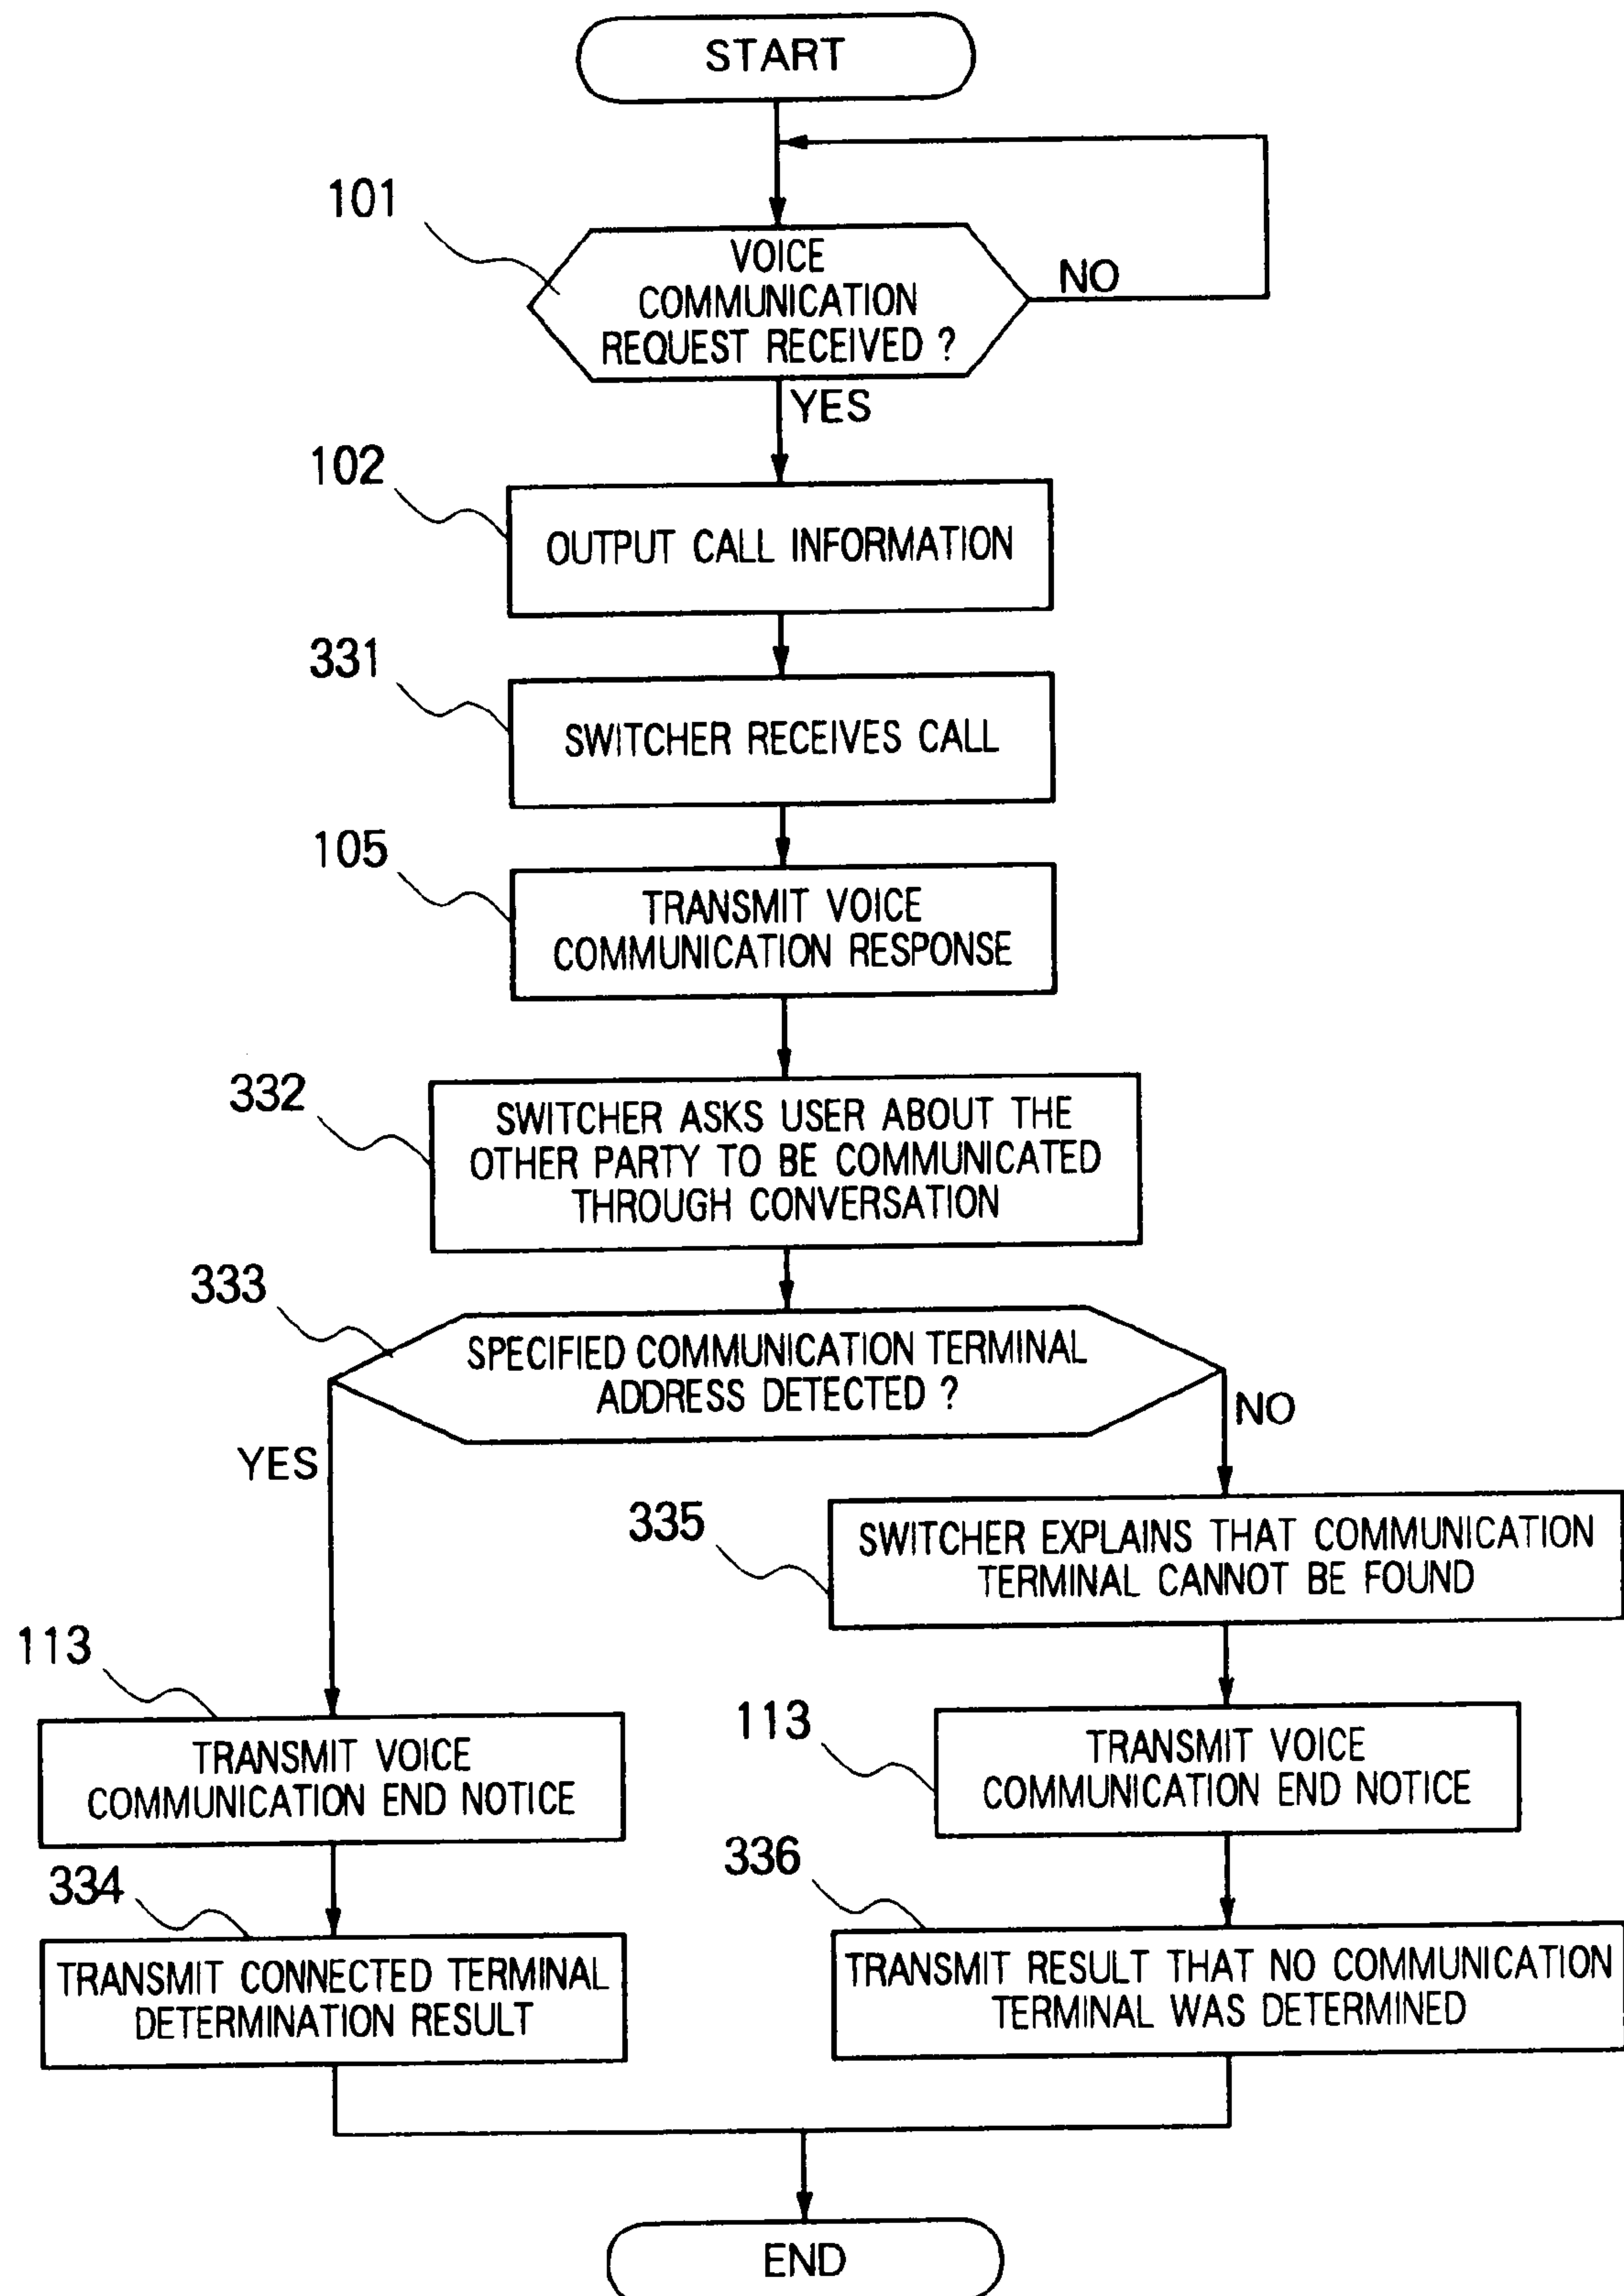 START
101
VOICE
COMMUNICATION
REQUEST RECEIVED ?
NO
YES
102
OUTPUT CALL INFORMATION
331
SWITCHER RECEIVES CALL
105
TRANSMIT VOICE
COMMUNICATION RESPONSE
332
SWITCHER ASKS USER ABOUT THE
OTHER PARTY TO BE COMMUNICATED
THROUGH CONVERSATION
333
SPECIFIED COMMUNICATION TERMINAL
ADDRESS DETECTED ?
NO
YES
335
SWITCHER EXPLAINS THAT COMMUNICATION
TERMINAL CANNOT BE FOUND
113
TRANSMIT VOICE
COMMUNICATION END NOTICE
113
TRANSMIT VOICE
COMMUNICATION END NOTICE
334
TRANSMIT CONNECTED TERMINAL
DETERMINATION RESULT
336
TRANSMIT RESULT THAT NO COMMUNICATION
TERMINAL WAS DETERMINED
END